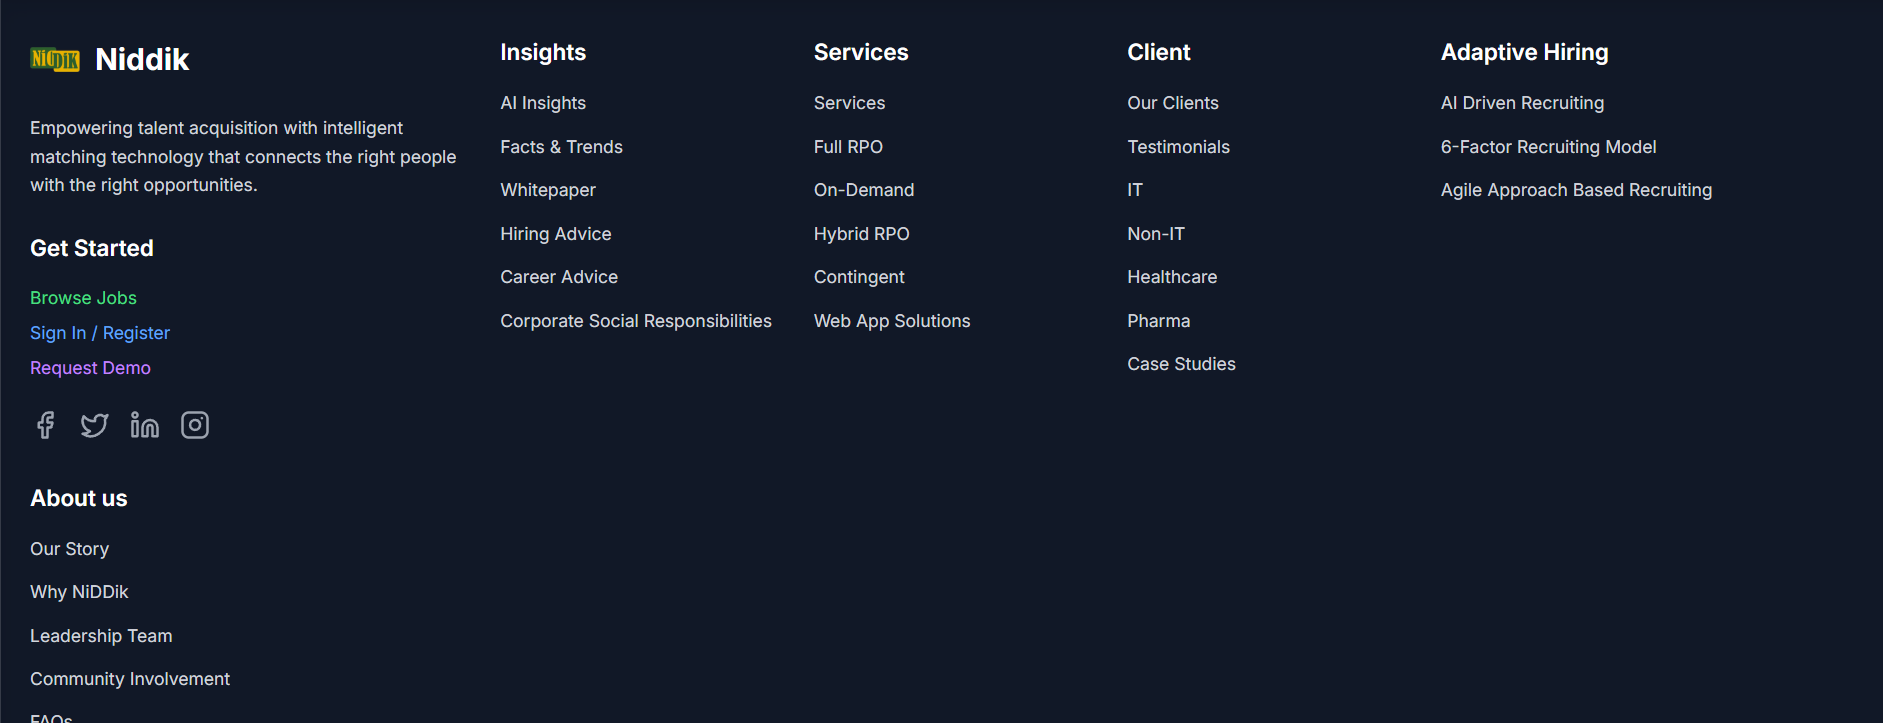 NiDDiK
Niddik
Empowering talent acquisition with intelligent
matching technology that connects the right people
with the right opportunities.
Get Started
Browse Jobs
Sign In / Register
Request Demo
About us
Our Story
Why NiDDik
Leadership Team
Community Involvement
FAQs
Insights
AI Insights
Facts & Trends
Whitepaper
Hiring Advice
Career Advice
Corporate Social Responsibilities
Services
Services
Full RPO
On-Demand
Hybrid RPO
Contingent
Web App Solutions
Client
Our Clients
Testimonials
IT
Non-IT
Healthcare
Pharma
Case Studies
Adaptive Hiring
AI Driven Recruiting
6-Factor Recruiting Model
Agile Approach Based Recruiting